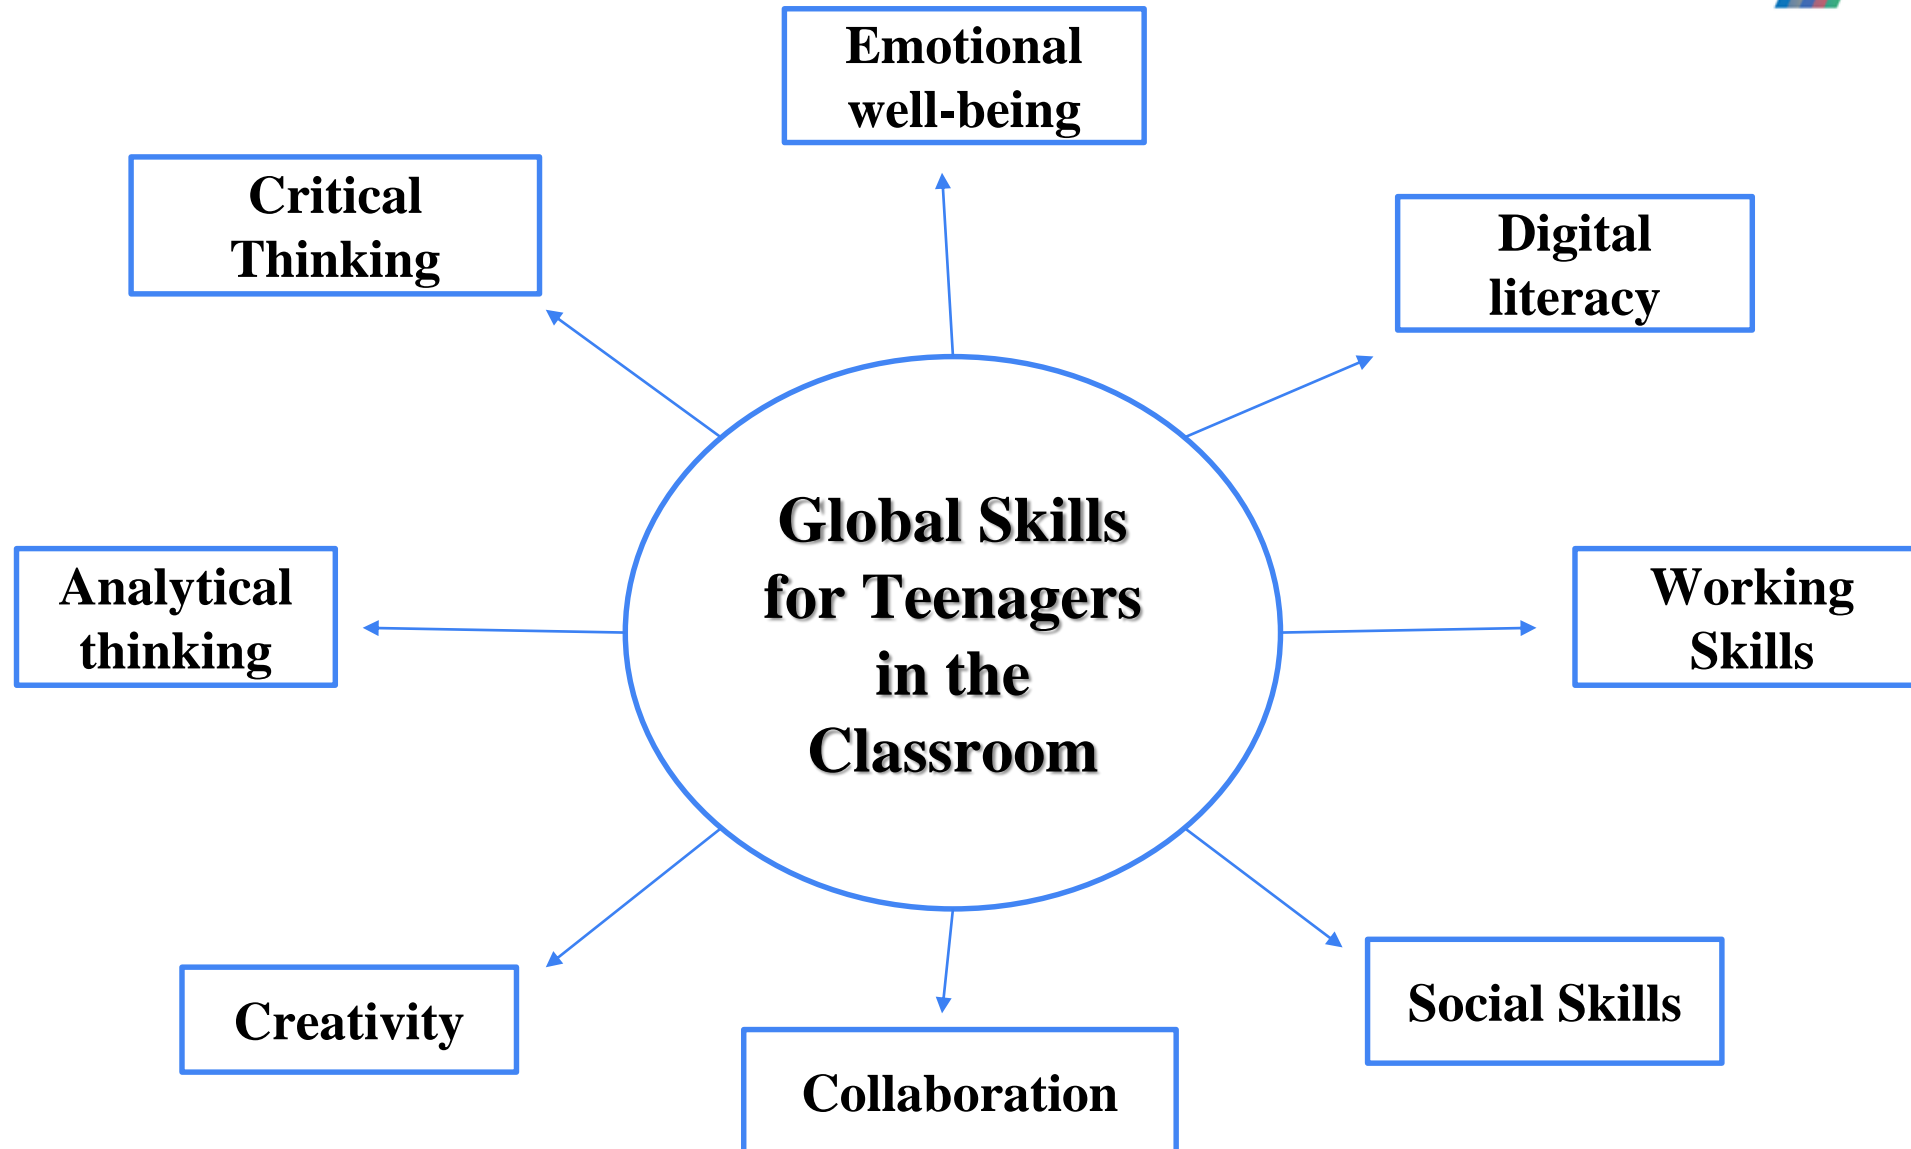 Emotional
well-being
Critical
Thinking
Digital
literacy
Global Skills
for Teenagers
in the
Classroom
Analytical
thinking
Working
Skills
Creativity
Social Skills
Collaboration